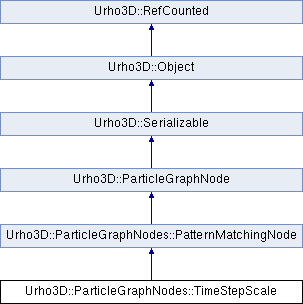 Urho3D::RefCounted
Urho3D::Object
Urho3D::Serializable
Urho3D::ParticleGraphNode
Urho3D::ParticleGraphNodes::PatternMatchingNode
Urho3D::ParticleGraphNodes::TimeStepScale